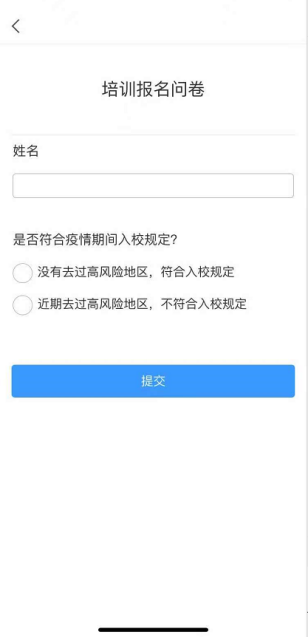 培训报名问卷
姓名
是否符合疫情期间入校规定?
没有去过高风险地区，符合入校规定
近期去过高风险地区，不符合入校规定
提交